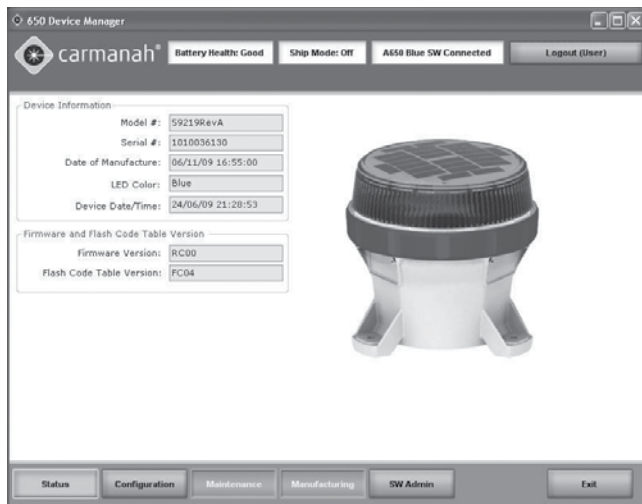 650 Device Manager
carmanah®
Battery Health: Good
Ship Mode: Off
A650 Blue SW Connected
Logout (User)
Device Information
Model #: 59219RevA
Serial #: 1010036130
Date of Manufacture: 06/11/09 16:55:00
LED Color: Blue
Device Date/Time: 24/06/09 21:28:53
Firmware and Flash Code Table Version
Firmware Version: RC00
Flash Code Table Version: FC04
Status
Configuration
Maintenance
Manufacturing
SW Admin
Exit